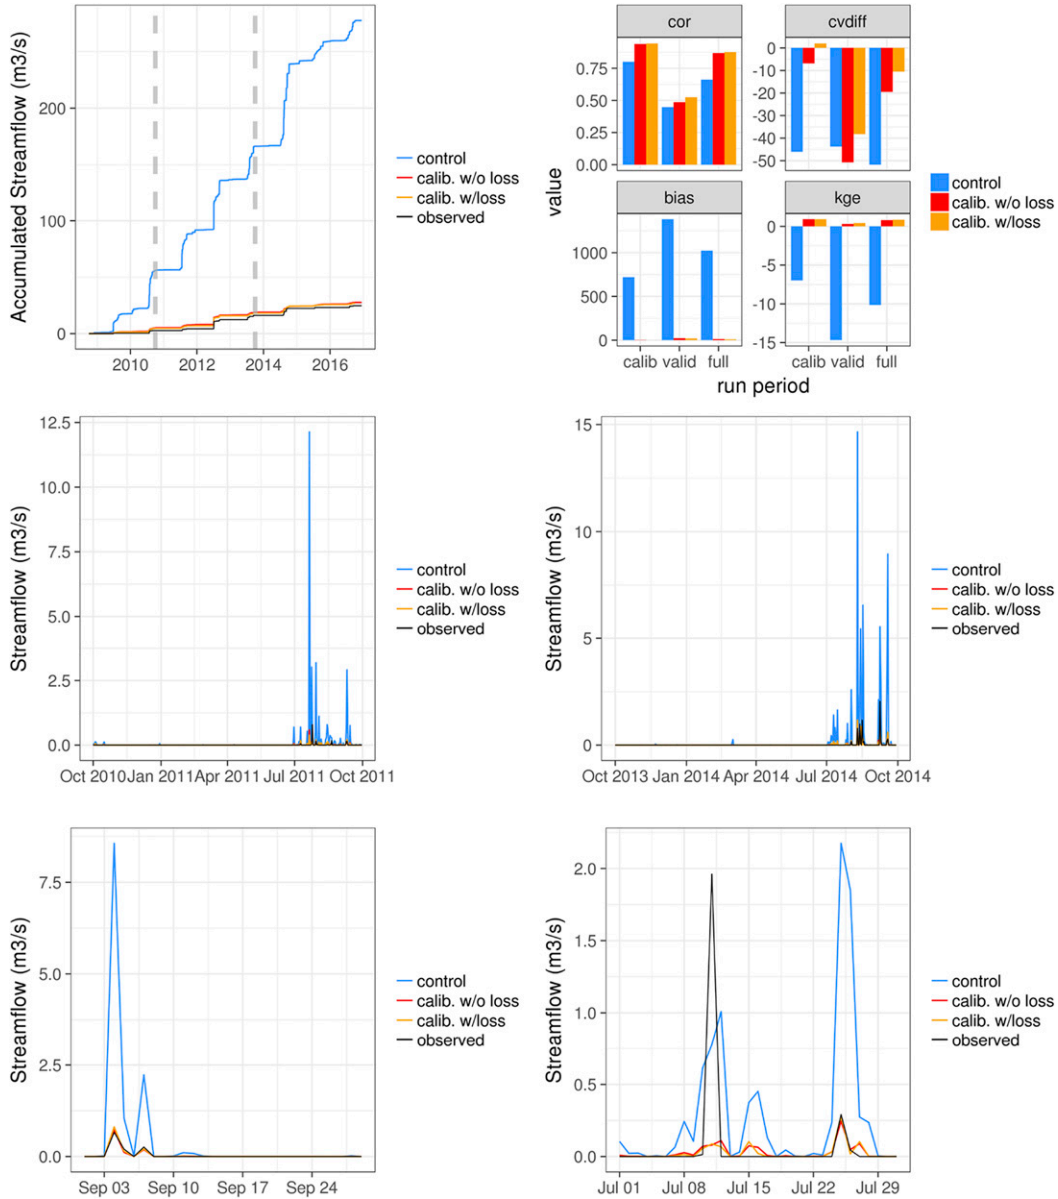 Accumulated Streamflow (m3/s)
200
100
0
2010 2012 2014 2016
control
calib. w/o loss
calib. w/loss
observed
value
cor
0.75
0.50
0.25
0.00
cvdiff
0
-10
-20
-30
-40
-50
bias
1000
500
0
kge
0
-5
-10
-15
calib valid full
calib valid full
run period
control
calib. w/o loss
calib. w/loss
Streamflow (m3/s)
12.5
10.0
7.5
5.0
2.5
0.0
Oct 2010 Jan 2011 Apr 2011 Jul 2011 Oct 2011
control
calib. w/o loss
calib. w/loss
observed
Streamflow (m3/s)
15
10
5
0
Oct 2013 Jan 2014 Apr 2014 Jul 2014 Oct 2014
control
calib. w/o loss
calib. w/loss
observed
Streamflow (m3/s)
7.5
5.0
2.5
0.0
Sep 03 Sep 10 Sep 17 Sep 24
control
calib. w/o loss
calib. w/loss
observed
Streamflow (m3/s)
2.0
1.5
1.0
0.5
0.0
Jul 01 Jul 08 Jul 15 Jul 22 Jul 29
control
calib. w/o loss
calib. w/loss
observed